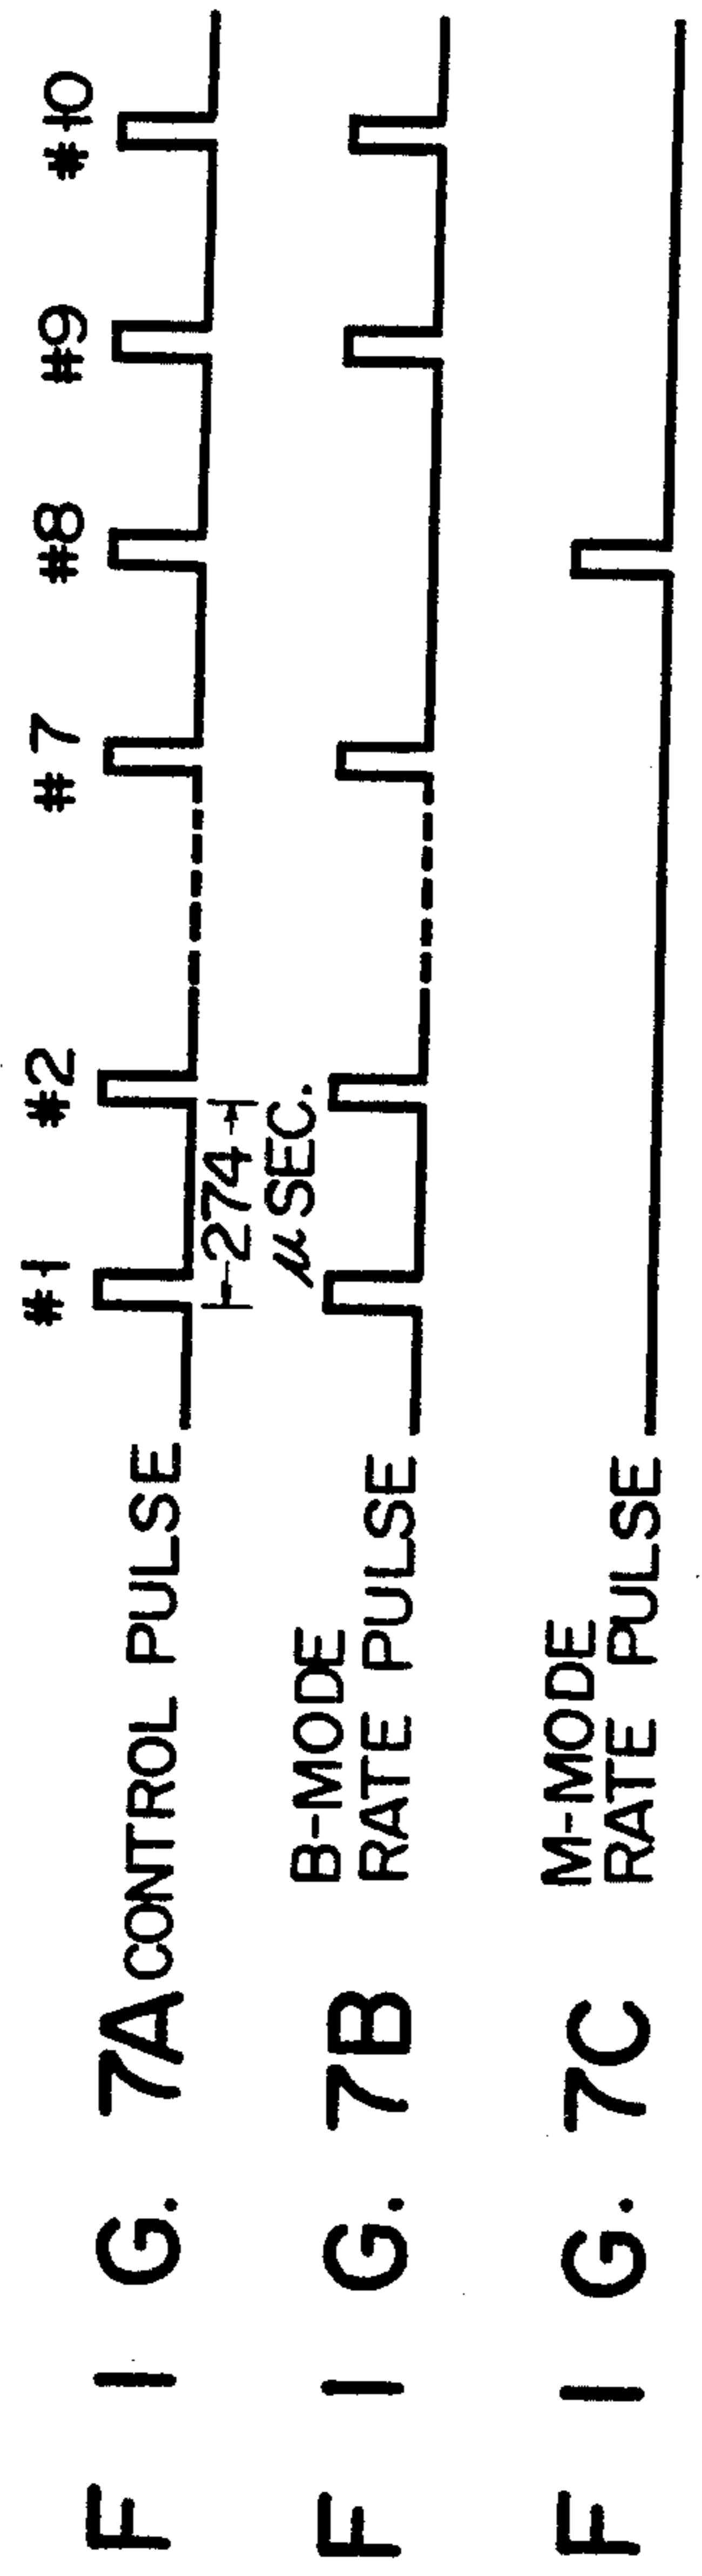 #1 #2 #7 #8 #9 #10
FIG. 7A CONTROL PULSE
274
μSEC.
FIG. 7B B-MODE
RATE PULSE
FIG. 7C M-MODE
RATE PULSE